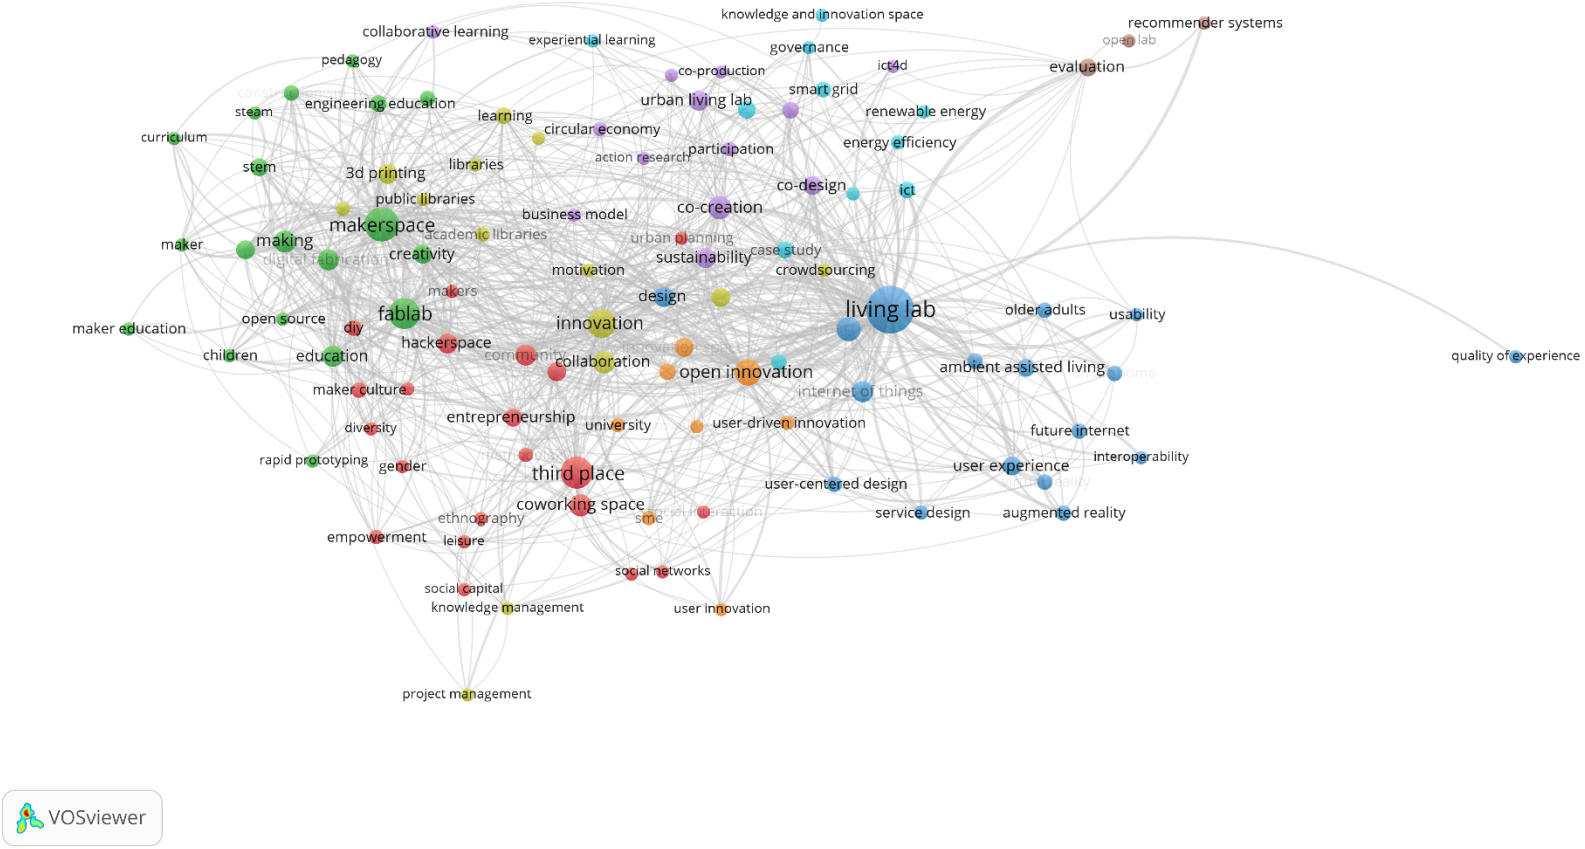 knowledge and innovation space
recommender systems
collaborative learning
experiential learning
open lab
governance
pedagogy
co-production
ict4d
evaluation
smart grid
engineering education
urban living lab
steam
learning
renewable energy
circular economy
curriculum
energy efficiency
participation
action research
libraries
stem
3d printing
co-design
ict
public libraries
co-creation
business model
makerspace
academic libraries
urban planning
making
maker
creativity
case study
digital fabrication
sustainability
motivation
crowdsourcing
makers
design
living lab
older adults
usability
fablab
open source
innovation
diy
maker education
hackerspace
children
education
community
collaboration
quality of experience
ambient assisted living
open innovation
maker culture
internet of things
entrepreneurship
university
user-driven innovation
diversity
future internet
rapid prototyping
gender
interoperability
user experience
third place
user-centered design
coworking space
service design
augmented reality
ethnography
sme
social interaction
empowerment
leisure
social networks
social capital
knowledge management
user innovation
project management
VOSviewer